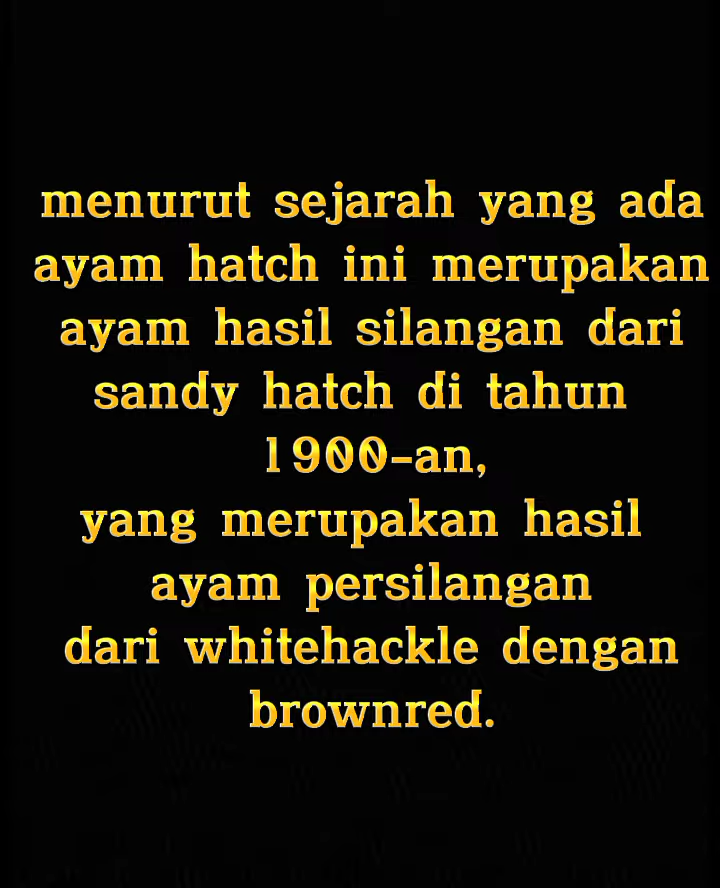 menurut sejarah yang ada
ayam hatch ini merupakan
ayam hasil silangan dari
sandy hatch di tahun
1900-an,
yang merupakan hasil
ayam persilangan
dari whitehackle dengan
brownred.